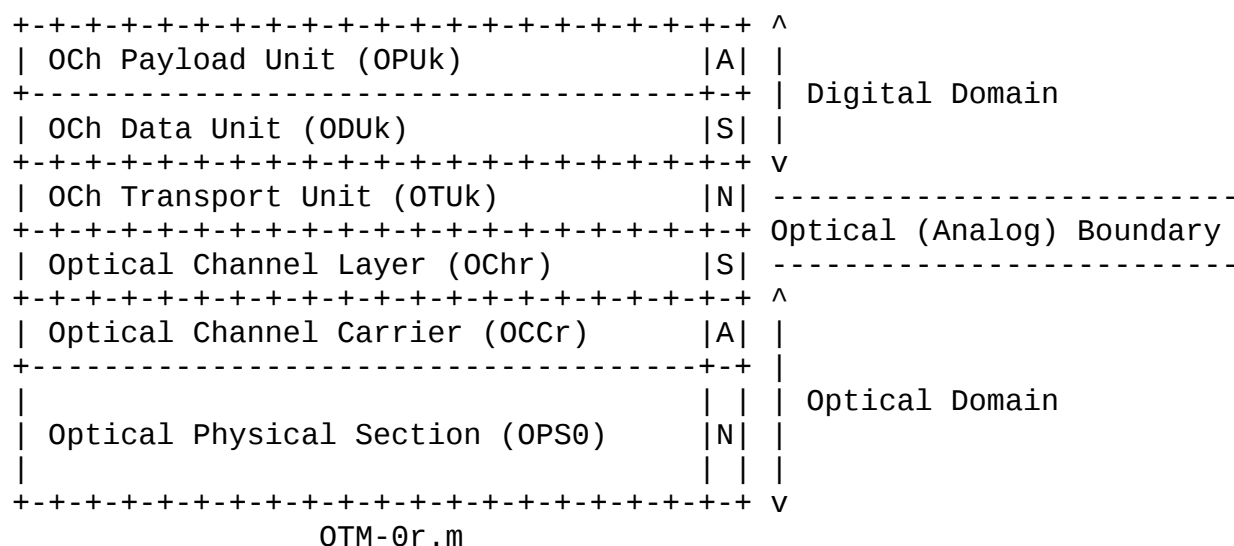 +-+-+-+-+-+-+-+-+-+-+-+-+-+-+-+-+-+-+-+-+ ^
| OCh Payload Unit (OPUk)             |A| |
+-------------------------------------+-+ | Digital Domain
| OCh Data Unit (ODUk)                |S| |
+-+-+-+-+-+-+-+-+-+-+-+-+-+-+-+-+-+-+-+-+ v
| OCh Transport Unit (OTUk)           |N| --------------------------
+-+-+-+-+-+-+-+-+-+-+-+-+-+-+-+-+-+-+-+-+ Optical (Analog) Boundary
| Optical Channel Layer (OChr)        |S| --------------------------
+-+-+-+-+-+-+-+-+-+-+-+-+-+-+-+-+-+-+-+-+ ^
| Optical Channel Carrier (OCCr)      |A| |
+-------------------------------------+-+ |
|                                     | | | Optical Domain
| Optical Physical Section (OPS0)     |N| |
|                                     | | |
+-+-+-+-+-+-+-+-+-+-+-+-+-+-+-+-+-+-+-+-+ v
                 OTM-0r.m